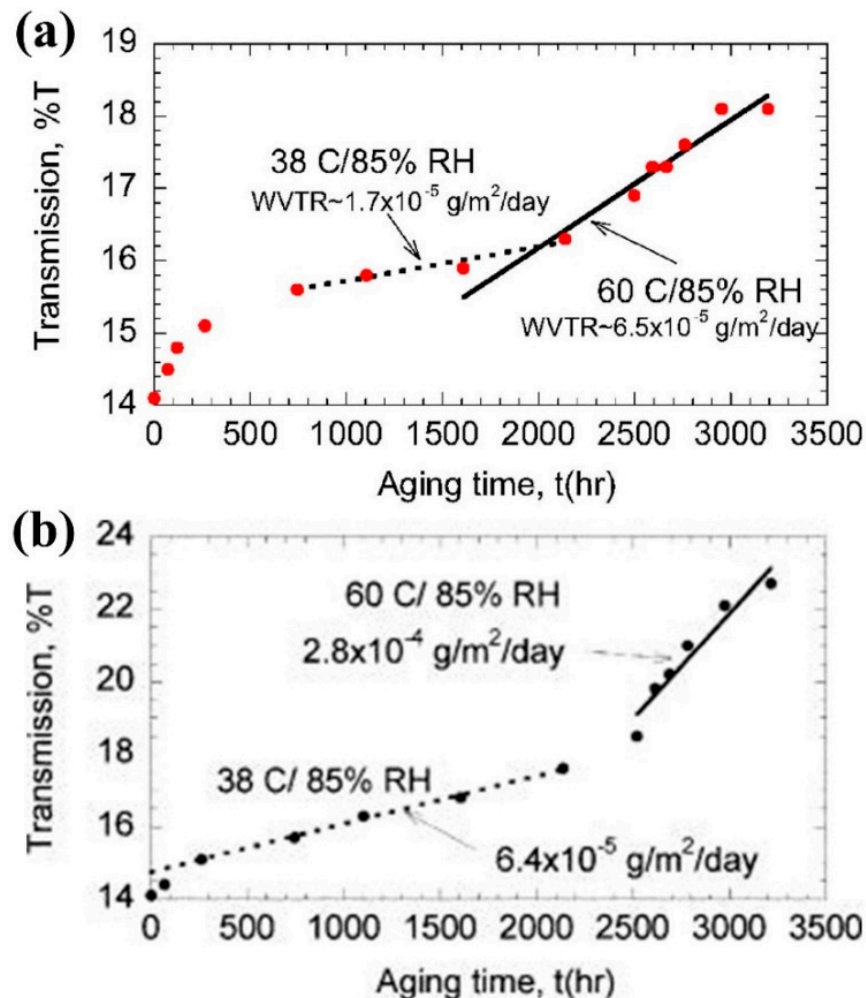 (a)
19
18
17
16
15
14
Transmission, %T
38 C/85% RH
WVTR~1.7x10⁻⁵ g/m²/day
60 C/85% RH
WVTR~6.5x10⁻⁵ g/m²/day
0 500 1000 1500 2000 2500 3000 3500
Aging time, t(hr)
(b)
24
22
20
18
16
14
Transmission, %T
60 C/ 85% RH
2.8x10⁻⁴ g/m²/day
38 C/ 85% RH
6.4x10⁻⁵ g/m²/day
0 500 1000 1500 2000 2500 3000 3500
Aging time, t(hr)